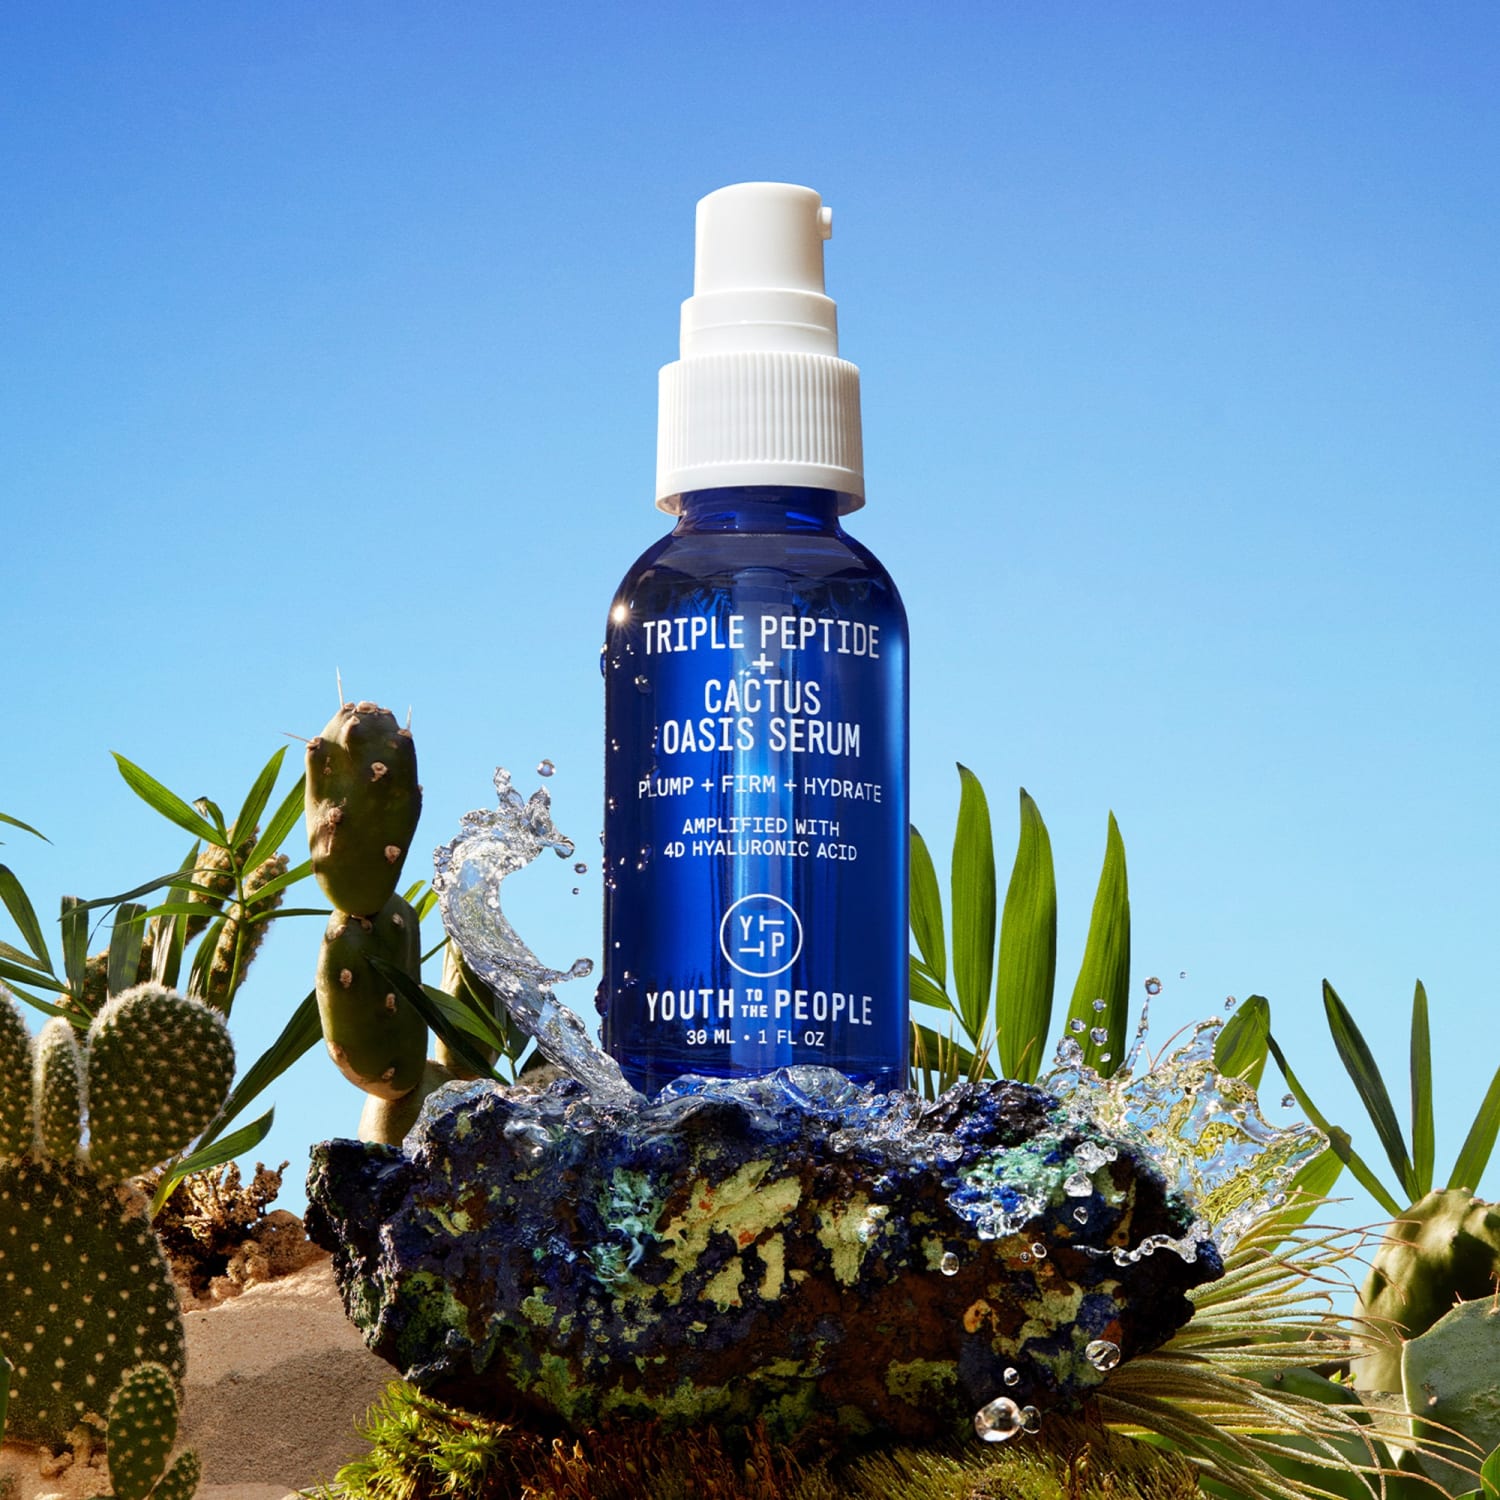 TRIPLE PEPTIDE
+
CACTUS
OASIS SERUM
PLUMP + FIRM + HYDRATE
AMPLIFIED WITH
4D HYALURONIC ACID
YTTP
YOUTH TO THE PEOPLE
30 ML • 1 FL OZ